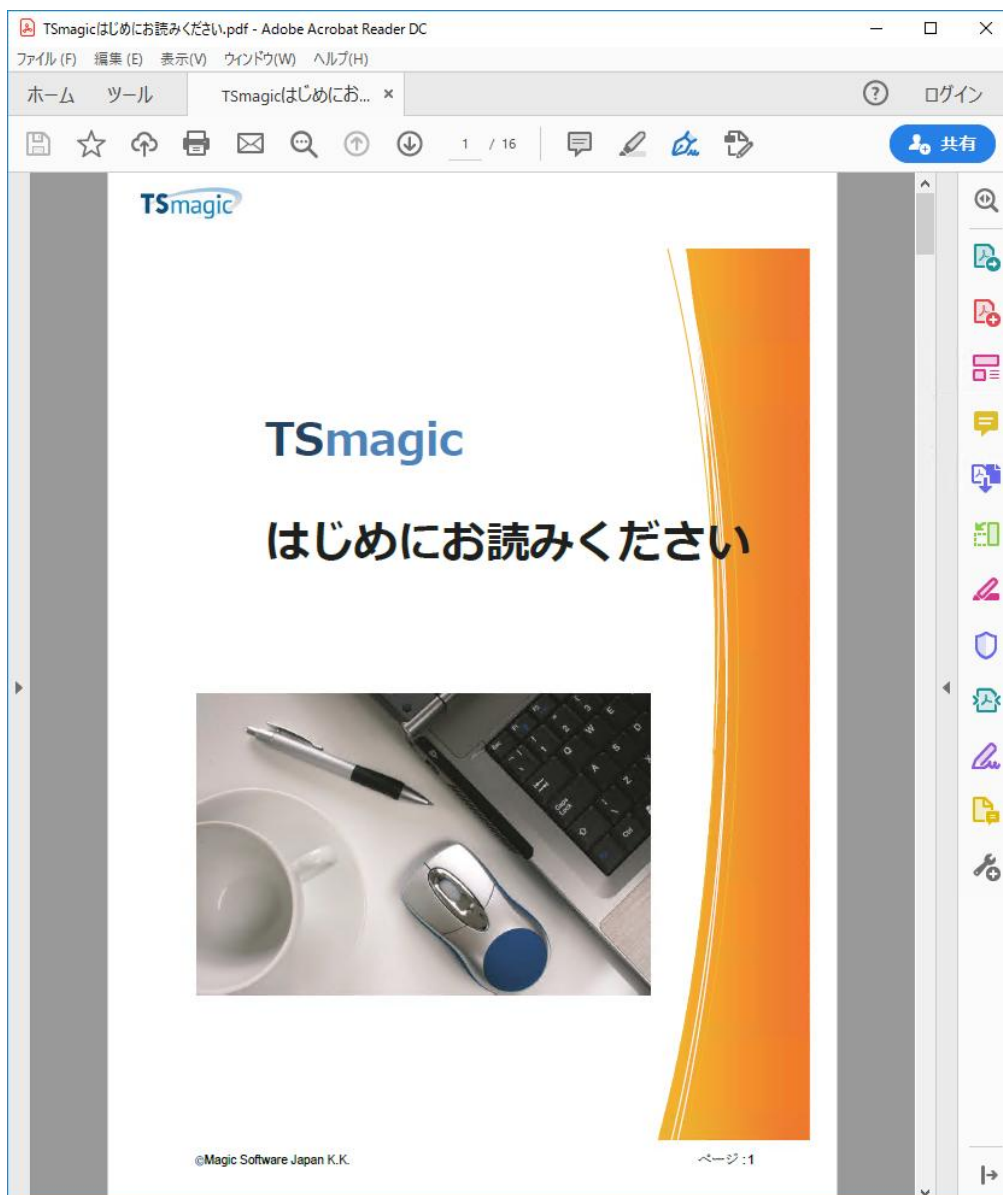 TSmagicはじめにお読みください.pdf - Adobe Acrobat Reader DC
ファイル(F) 編集(E) 表示(V) ウィンドウ(W) ヘルプ(H)
ホーム ツール TSmagicはじめにお... × ? ログイン
1 / 16 共有
TSmagic
TSmagic
はじめにお読みください
©Magic Software Japan K.K. ページ:1